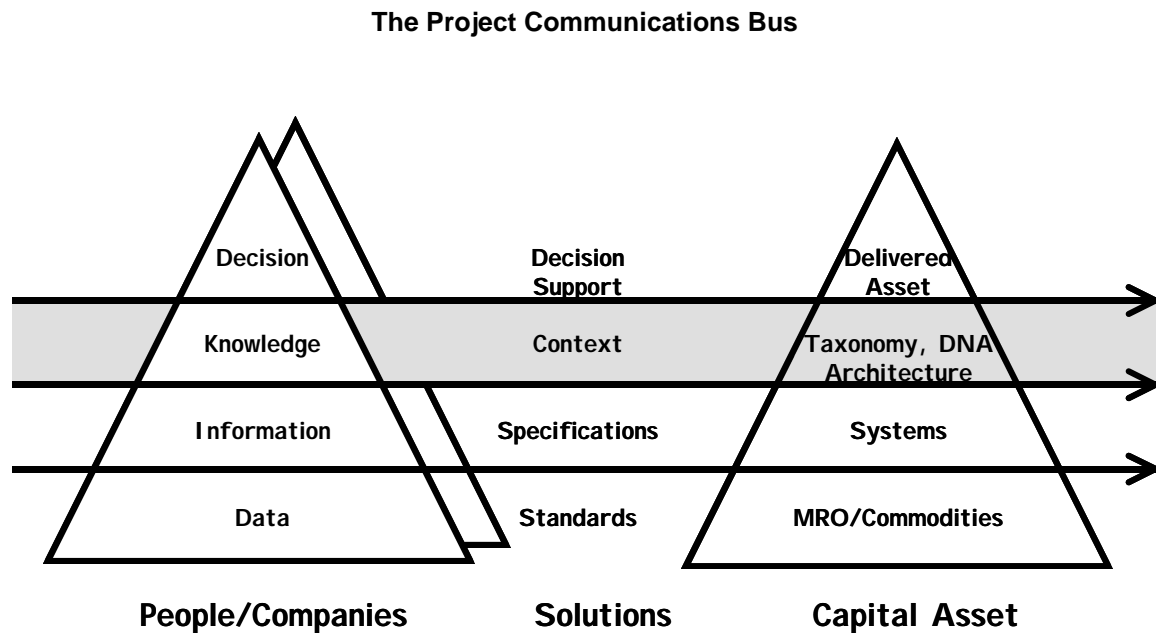 The Project Communications Bus
Decision
Decision
Support
Delivered
Asset
Knowledge
Context
Taxonomy, DNA
Architecture
Information
Specifications
Systems
Data
Standards
MRO/Commodities
People/Companies
Solutions
Capital Asset